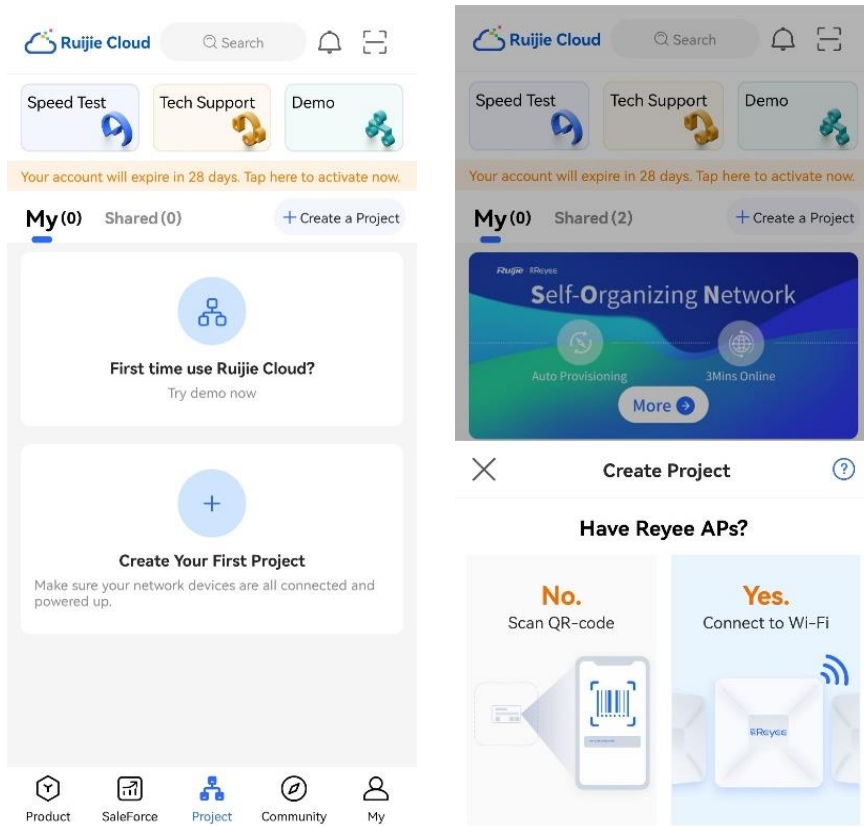 Ruijie Cloud
Search
Speed Test
Tech Support
Demo
Your account will expire in 28 days. Tap here to activate now.
My (0)
Shared (0)
+ Create a Project
First time use Ruijie Cloud?
Try demo now
Create Your First Project
Make sure your network devices are all connected and
powered up.
Product
SaleForce
Project
Community
My
Ruijie Cloud
Search
Speed Test
Tech Support
Demo
Your account will expire in 28 days. Tap here to activate now.
My (0)
Shared (2)
+ Create a Project
Ruijie Reyee
Self-Organizing Network
Auto Provisioning
3Mins Online
More
Create Project
?
Have Reyee APs?
No.
Scan QR-code
Yes.
Connect to Wi-Fi
Reyee